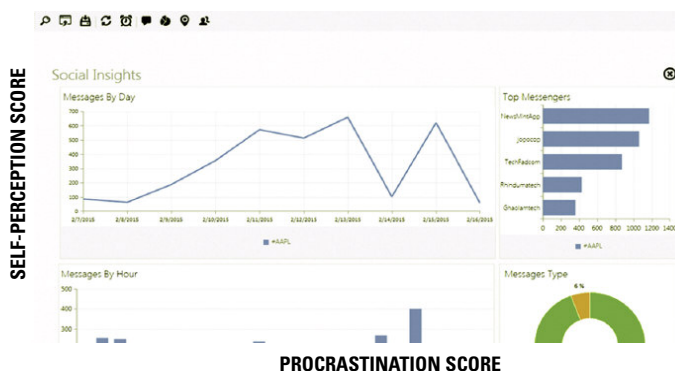 Social Insights
SELF-PERCEPTION SCORE
Messages By Day
700
600
500
400
300
200
100
0
2/7/2015 2/8/2015 2/9/2015 2/10/2015 2/11/2015 2/12/2015 2/13/2015 2/14/2015 2/15/2015 2/16/2015
#AAPL
Top Messengers
NewsMintApp
TechFadsom
Rhindumatech
Gnaolamtech
0 200 400 600 800 1000 1200 1400
#AAPL
Messages By Hour
500
400
300
Messages Type
6 %
PROCRASTINATION SCORE